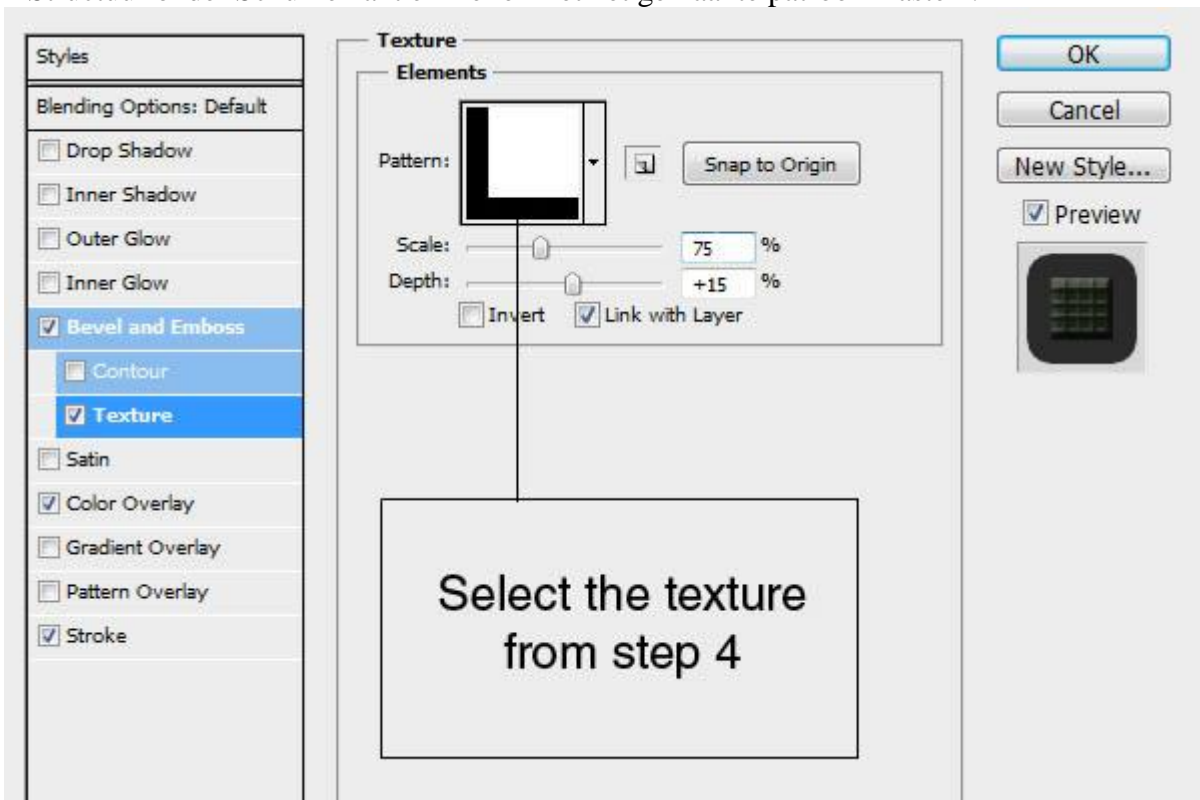 Styles
Blending Options: Default
Drop Shadow
Inner Shadow
Outer Glow
Inner Glow
Bevel and Emboss
Contour
Texture
Satin
Color Overlay
Gradient Overlay
Pattern Overlay
Stroke
Texture
Elements
Pattern:
Snap to Origin
Scale: 75 %
Depth: +15 %
Invert Link with Layer
Select the texture
from step 4
OK
Cancel
New Style...
Preview